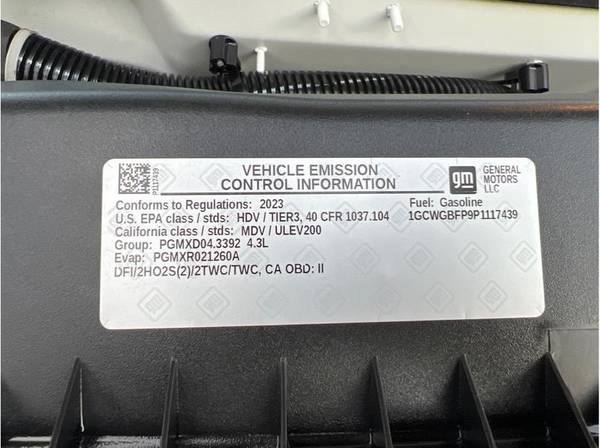 VEHICLE EMISSION
CONTROL INFORMATION
gm
GENERAL
MOTORS
LLC
P1117439
Conforms to Regulations: 2023
Fuel: Gasoline
U.S. EPA class / stds: HDV / TIER3, 40 CFR 1037.104
1GCWGBFP9P1117439
California class / stds: MDV / ULEV200
Group: PGMXD04.3392 4.3L
Evap: PGMXR021260A
DFI/2HO2S(2)/2TWC/TWC, CA OBD: II